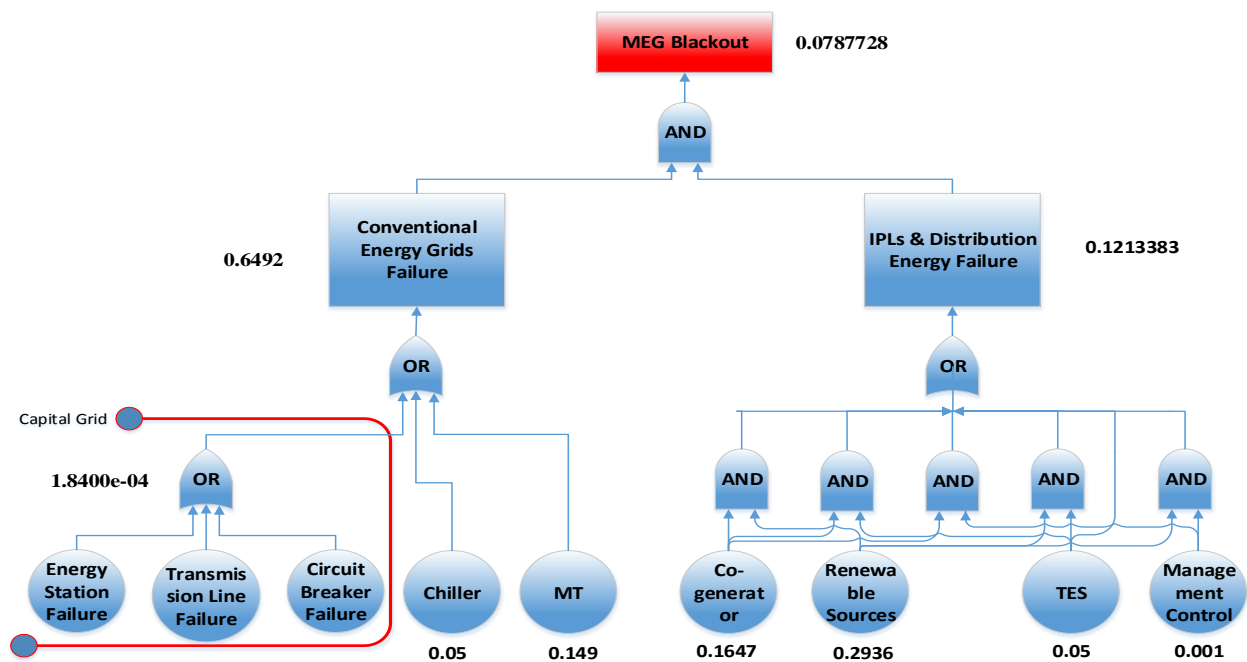 MEG Blackout
0.0787728
AND
Conventional
Energy Grids
Failure
0.6492
IPLs & Distribution
Energy Failure
0.1213383
OR
OR
Capital Grid
1.8400e-04
OR
AND
AND
AND
AND
AND
Energy
Station
Failure
Transmis
sion Line
Failure
Circuit
Breaker
Failure
Chiller
MT
Co-
generat
or
Renewa
ble
Sources
TES
Manage
ment
Control
0.05
0.149
0.1647
0.2936
0.05
0.001